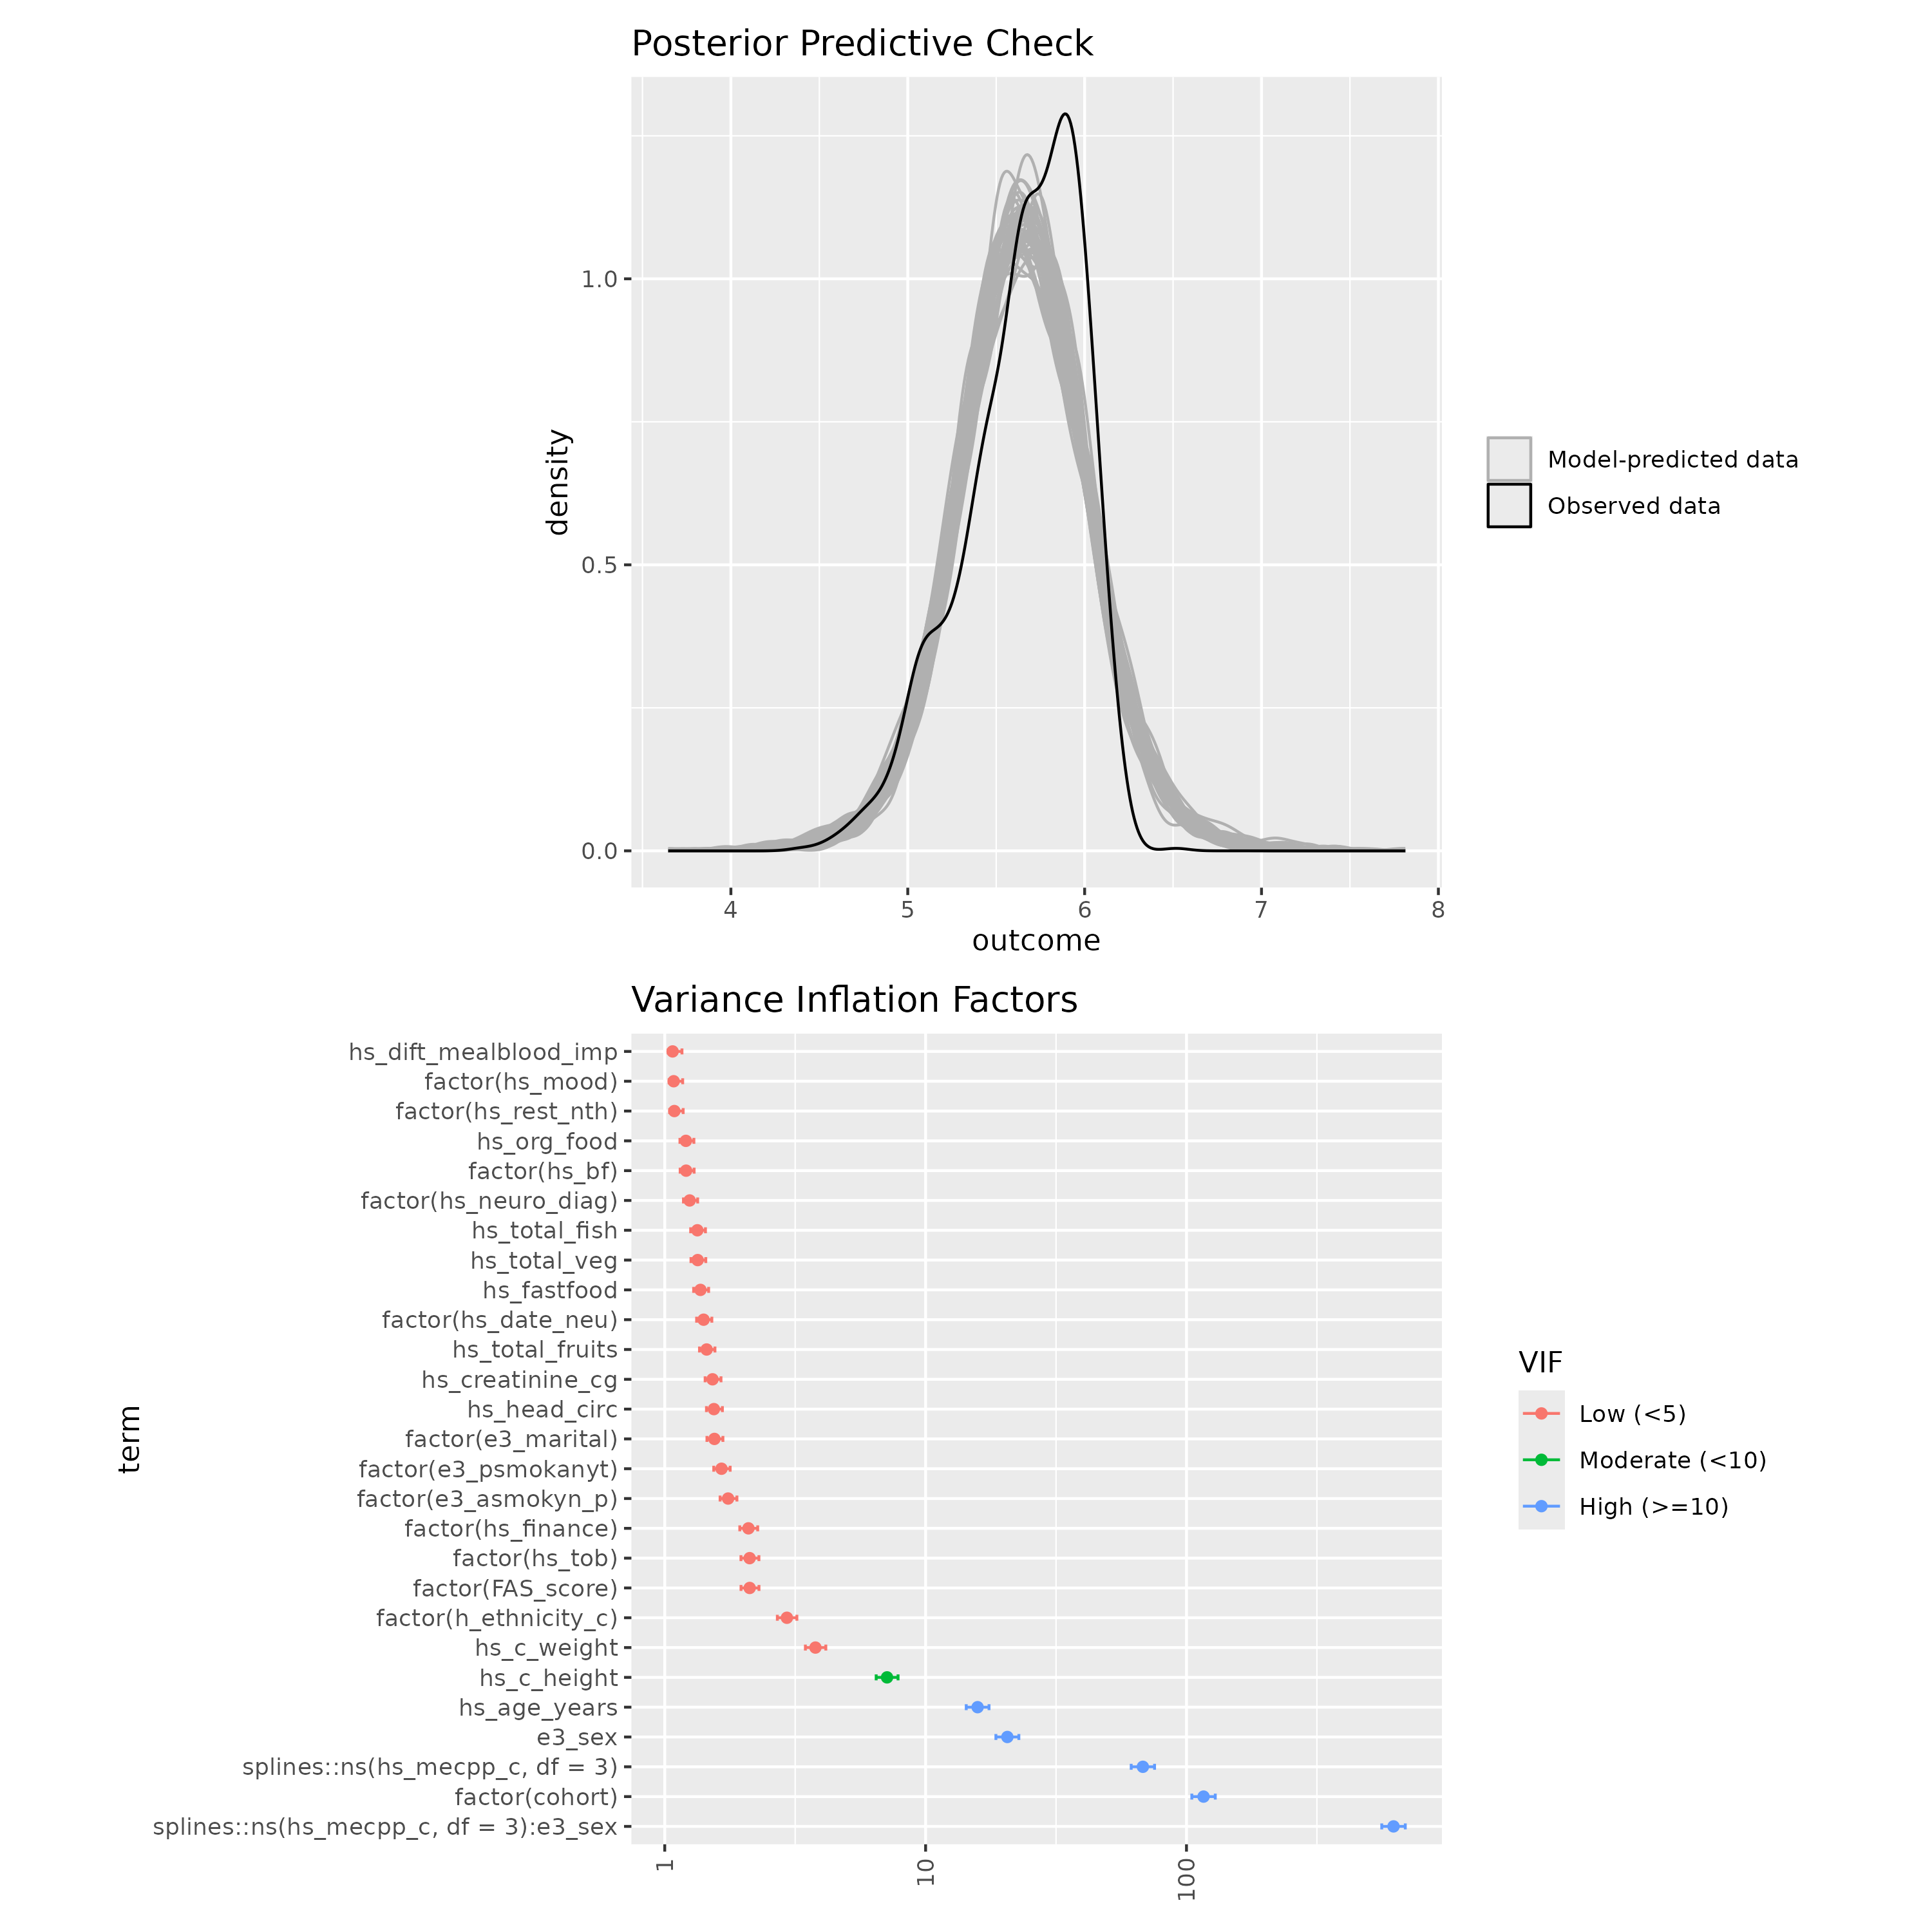 Posterior Predictive Check
density
1.0
0.5
0.0
4 5 6 7 8
outcome
Model-predicted data
Observed data
Variance Inflation Factors
term
hs_dift_mealblood_imp
factor(hs_mood)
factor(hs_rest_nth)
hs_org_food
factor(hs_bf)
factor(hs_neuro_diag)
hs_total_fish
hs_total_veg
hs_fastfood
factor(hs_date_neu)
hs_total_fruits
hs_creatinine_cg
hs_head_circ
factor(e3_marital)
factor(e3_psmokanyt)
factor(e3_asmokyn_p)
factor(hs_finance)
factor(hs_tob)
factor(FAS_score)
factor(h_ethnicity_c)
hs_c_weight
hs_c_height
hs_age_years
e3_sex
splines::ns(hs_mecpp_c, df = 3)
factor(cohort)
splines::ns(hs_mecpp_c, df = 3):e3_sex
1 10 100
VIF
Low (<5)
Moderate (<10)
High (>=10)